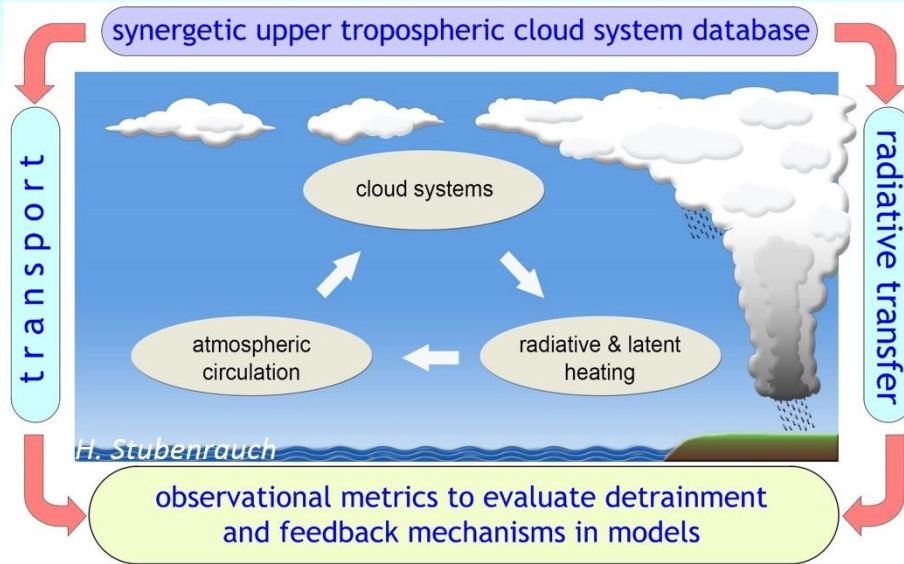 synergetic upper tropospheric cloud system database
transport
radiative transfer
cloud systems
atmospheric
circulation
radiative & latent
heating
H. Stubenrauch
observational metrics to evaluate detrainment
and feedback mechanisms in models